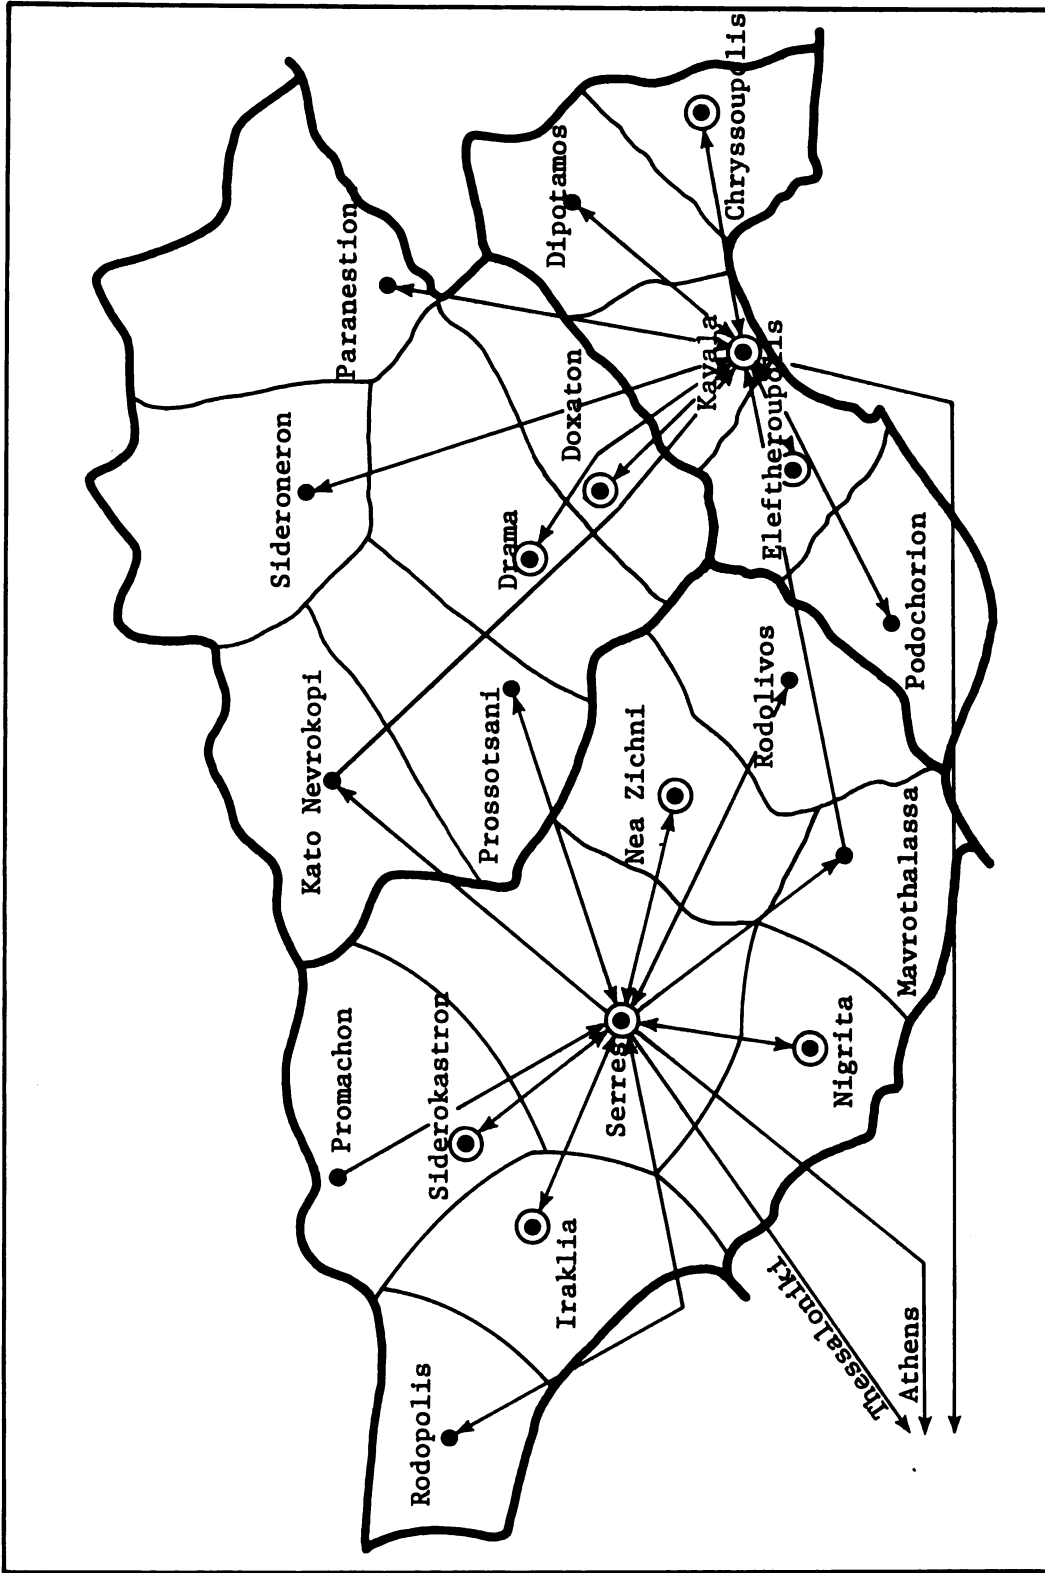 Paranestion
Sideroneron
Kato Nevrokopi
Promachon
Rodopolis
Dipotamos
Chryssoupolis
Doxaton
Drama
Kavala
Eleftheroupolis
Prossotsani
Nea Zichni
Rodolivos
Podochorion
Siderokastron
Iraklia
Serres
Nigrita
Mavrothalassa
Thessaloniki
Athens